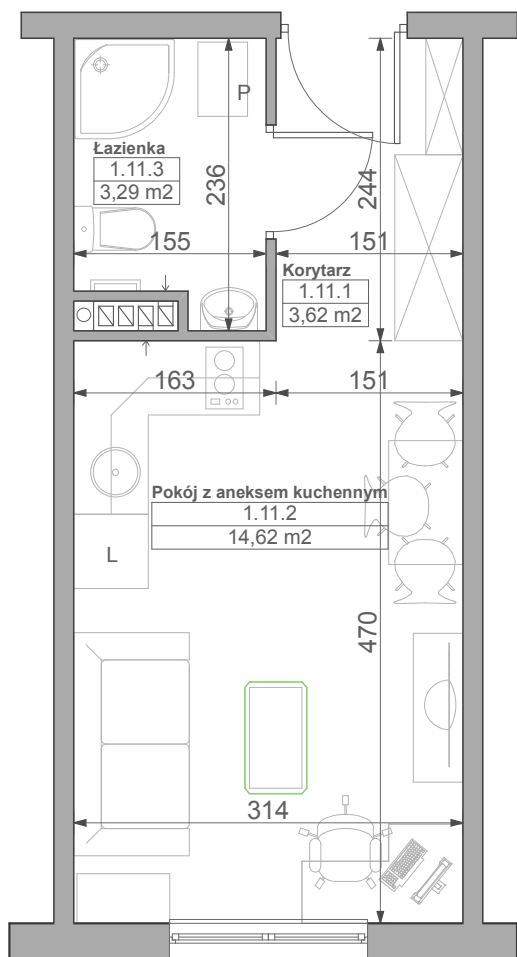 P
Łazienka
1.11.3
3,29 m2
236
244
155
151
Korytarz
1.11.1
3,62 m2
163
151
Pokój z aneksem kuchennym
1.11.2
14,62 m2
L
470
314